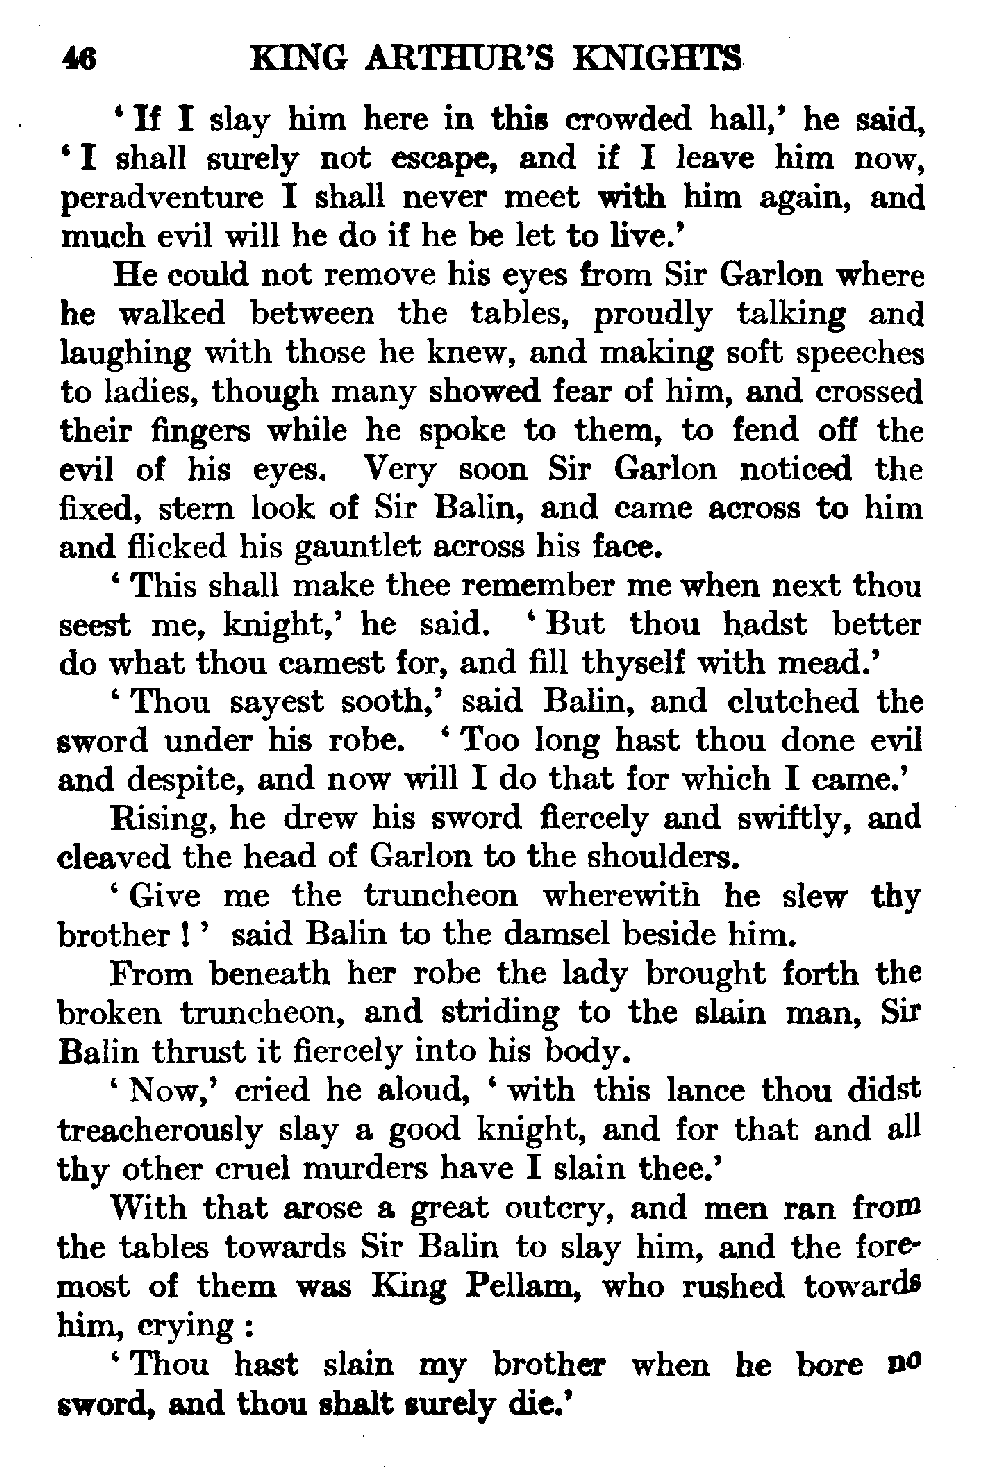 46 KING ARTHUR'S KNIGHTS
‘ If I slay him here in this crowded hall,’ he said,
‘ I shall surely not escape, and if I leave him now,
peradventure I shall never meet with him again, and
much evil will he do if he be let to live.’
He could not remove his eyes from Sir Garlon where
he walked between the tables, proudly talking and
laughing with those he knew, and making soft speeches
to ladies, though many showed fear of him, and crossed
their fingers while he spoke to them, to fend off the
evil of his eyes. Very soon Sir Garlon noticed the
fixed, stern look of Sir Balin, and came across to him
and flicked his gauntlet across his face.
‘ This shall make thee remember me when next thou
seest me, knight,’ he said. ‘ But thou hadst better
do what thou camest for, and fill thyself with mead.’
‘ Thou sayest sooth,’ said Balin, and clutched the
sword under his robe. ‘ Too long hast thou done evil
and despite, and now will I do that for which I came.’
Rising, he drew his sword fiercely and swiftly, and
cleaved the head of Garlon to the shoulders.
‘ Give me the truncheon wherewith he slew thy
brother ! ’ said Balin to the damsel beside him.
From beneath her robe the lady brought forth the
broken truncheon, and striding to the slain man, Sir
Balin thrust it fiercely into his body.
‘ Now,’ cried he aloud, ‘ with this lance thou didst
treacherously slay a good knight, and for that and all
thy other cruel murders have I slain thee.’
With that arose a great outcry, and men ran from
the tables towards Sir Balin to slay him, and the fore-
most of them was King Pellam, who rushed towards
him, crying :
‘ Thou hast slain my brother when he bore no
sword, and thou shalt surely die.’